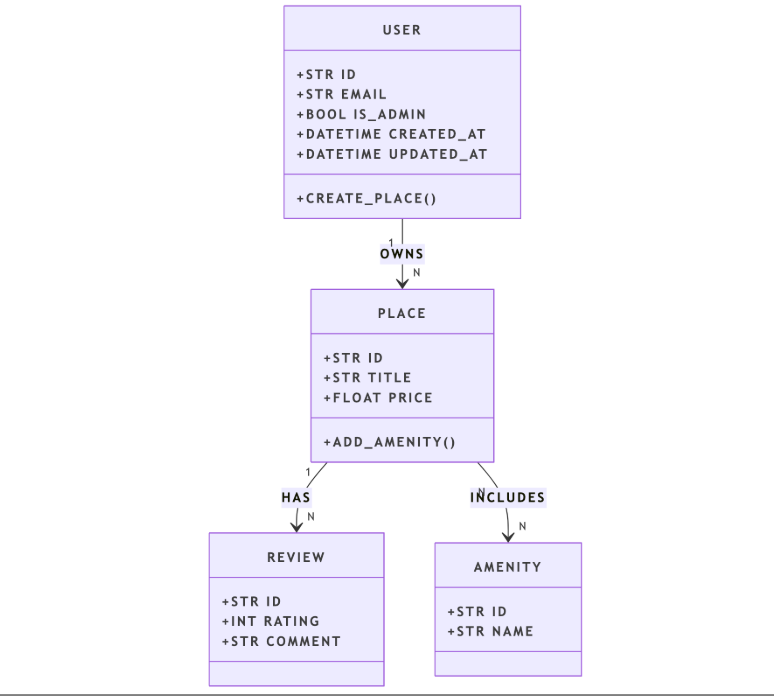 USER
+STR ID
+STR EMAIL
+BOOL IS_ADMIN
+DATETIME CREATED_AT
+DATETIME UPDATED_AT
+CREATE_PLACE()
1
OWNS
N
PLACE
+STR ID
+STR TITLE
+FLOAT PRICE
+ADD_AMENITY()
1
HAS
N
N
INCLUDES
N
REVIEW
+STR ID
+INT RATING
+STR COMMENT
AMENITY
+STR ID
+STR NAME